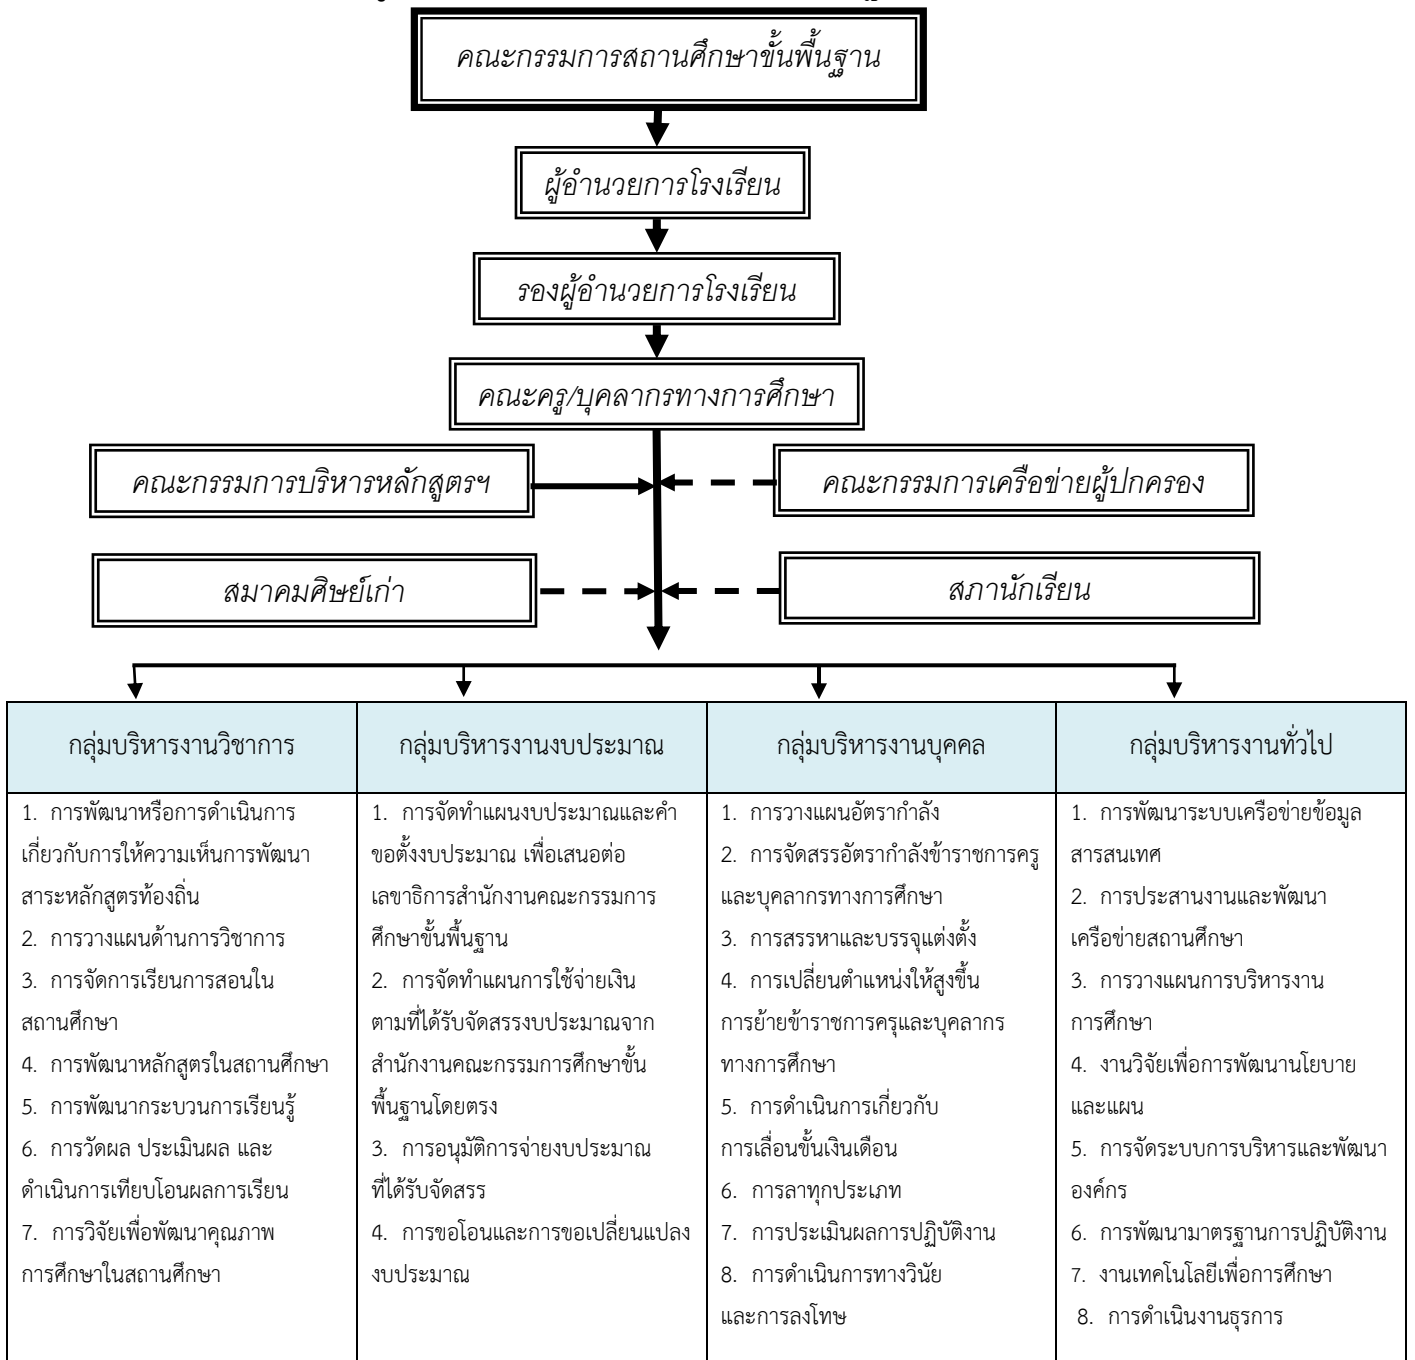 คณะกรรมการสถานศึกษาขั้นพื้นฐาน
ผู้อำนวยการโรงเรียน
รองผู้อำนวยการโรงเรียน
คณะครู/บุคลากรทางการศึกษา
คณะกรรมการบริหารหลักสูตรฯ
คณะกรรมการเครือข่ายผู้ปกครอง
สมาคมศิษย์เก่า
สภานักเรียน
กลุ่มบริหารงานวิชาการ
1. การพัฒนาหรือการดำเนินการ
เกี่ยวกับการให้ความเห็นการพัฒนา
สาระหลักสูตรท้องถิ่น
2. การวางแผนด้านการวิชาการ
3. การจัดการเรียนการสอนใน
สถานศึกษา
4. การพัฒนาหลักสูตรในสถานศึกษา
5. การพัฒนากระบวนการเรียนรู้
6. การวัดผล ประเมินผล และ
ดำเนินการเทียบโอนผลการเรียน
7. การวิจัยเพื่อพัฒนาคุณภาพ
การศึกษาในสถานศึกษา
กลุ่มบริหารงานงบประมาณ
1. การจัดทำแผนงบประมาณและคำ
ขอตั้งงบประมาณ เพื่อเสนอต่อ
เลขาธิการสำนักงานคณะกรรมการ
ศึกษาขั้นพื้นฐาน
2. การจัดทำแผนการใช้จ่ายเงิน
ตามที่ได้รับจัดสรรงบประมาณจาก
สำนักงานคณะกรรมการศึกษาขั้น
พื้นฐานโดยตรง
3. การอนุมัติการจ่ายงบประมาณ
ที่ได้รับจัดสรร
4. การขอโอนและการขอเปลี่ยนแปลง
งบประมาณ
กลุ่มบริหารงานบุคคล
1. การวางแผนอัตรากำลัง
2. การจัดสรรอัตรากำลังข้าราชการครู
และบุคลากรทางการศึกษา
3. การสรรหาและบรรจุแต่งตั้ง
4. การเปลี่ยนตำแหน่งให้สูงขึ้น
การย้ายข้าราชการครุและบุคลากร
ทางการศึกษา
5. การดำเนินการเกี่ยวกับ
การเลื่อนขั้นเงินเดือน
6. การลาทุกประเภท
7. การประเมินผลการปฏิบัติงาน
8. การดำเนินการทางวินัย
และการลงโทษ
กลุ่มบริหารงานทั่วไป
1. การพัฒนาระบบเครือข่ายข้อมูล
สารสนเทศ
2. การประสานงานและพัฒนา
เครือข่ายสถานศึกษา
3. การวางแผนการบริหารงาน
การศึกษา
4. งานวิจัยเพื่อการพัฒนานโยบาย
และแผน
5. การจัดระบบการบริหารและพัฒนา
องค์กร
6. การพัฒนามาตรฐานการปฏิบัติงาน
7. งานเทคโนโลยีเพื่อการศึกษา
8. การดำเนินงานธุรการ